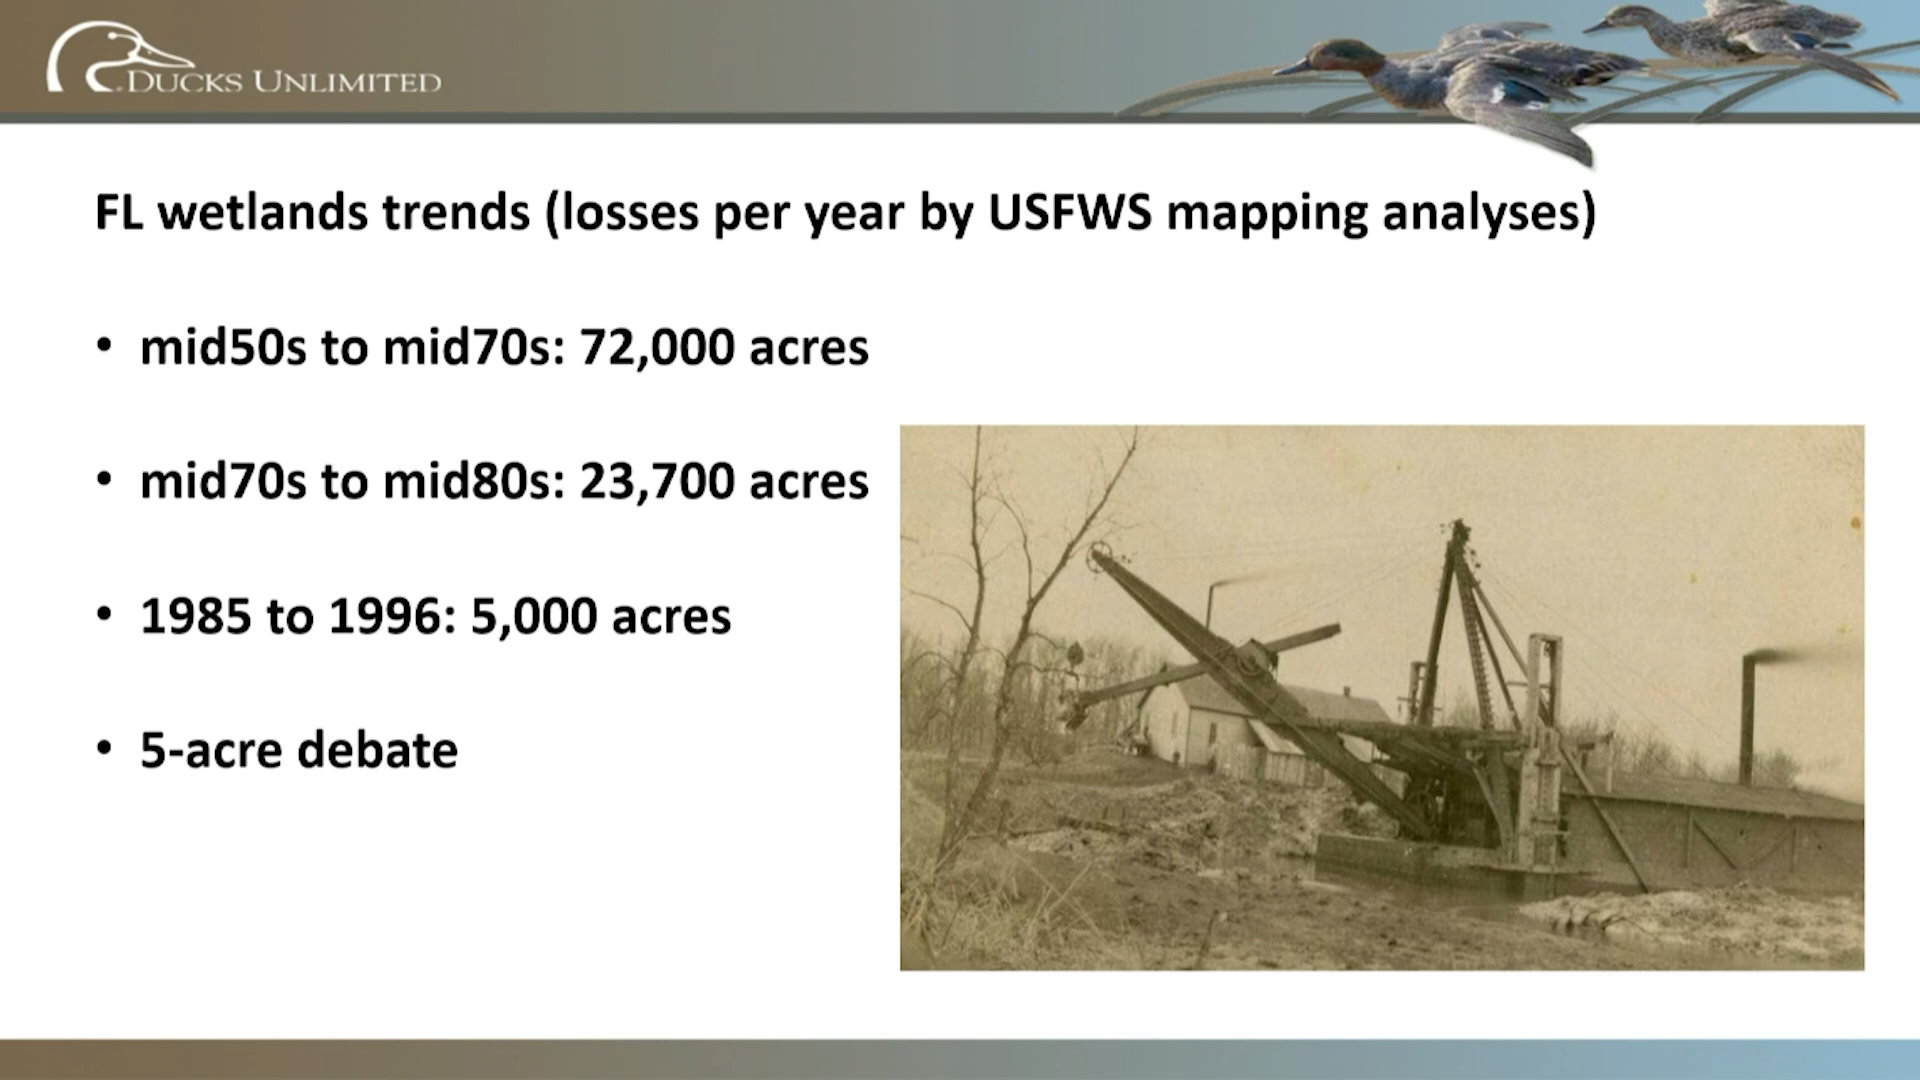 DUCKS UNLIMITED
FL wetlands trends (losses per year by USFWS mapping analyses)
• mid50s to mid70s: 72,000 acres
• mid70s to mid80s: 23,700 acres
• 1985 to 1996: 5,000 acres
• 5-acre debate